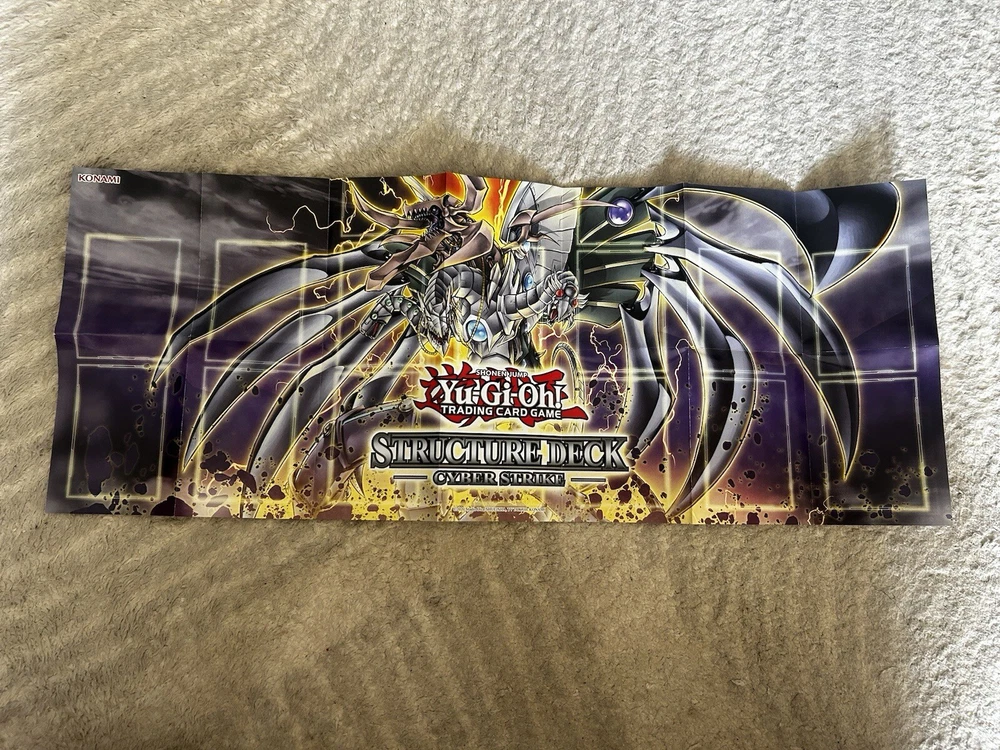 KONAMI
SHONEN JUMP
Yu-Gi-Oh!
TRADING CARD GAME
STRUCTURE DECK
CYBER STRIKE